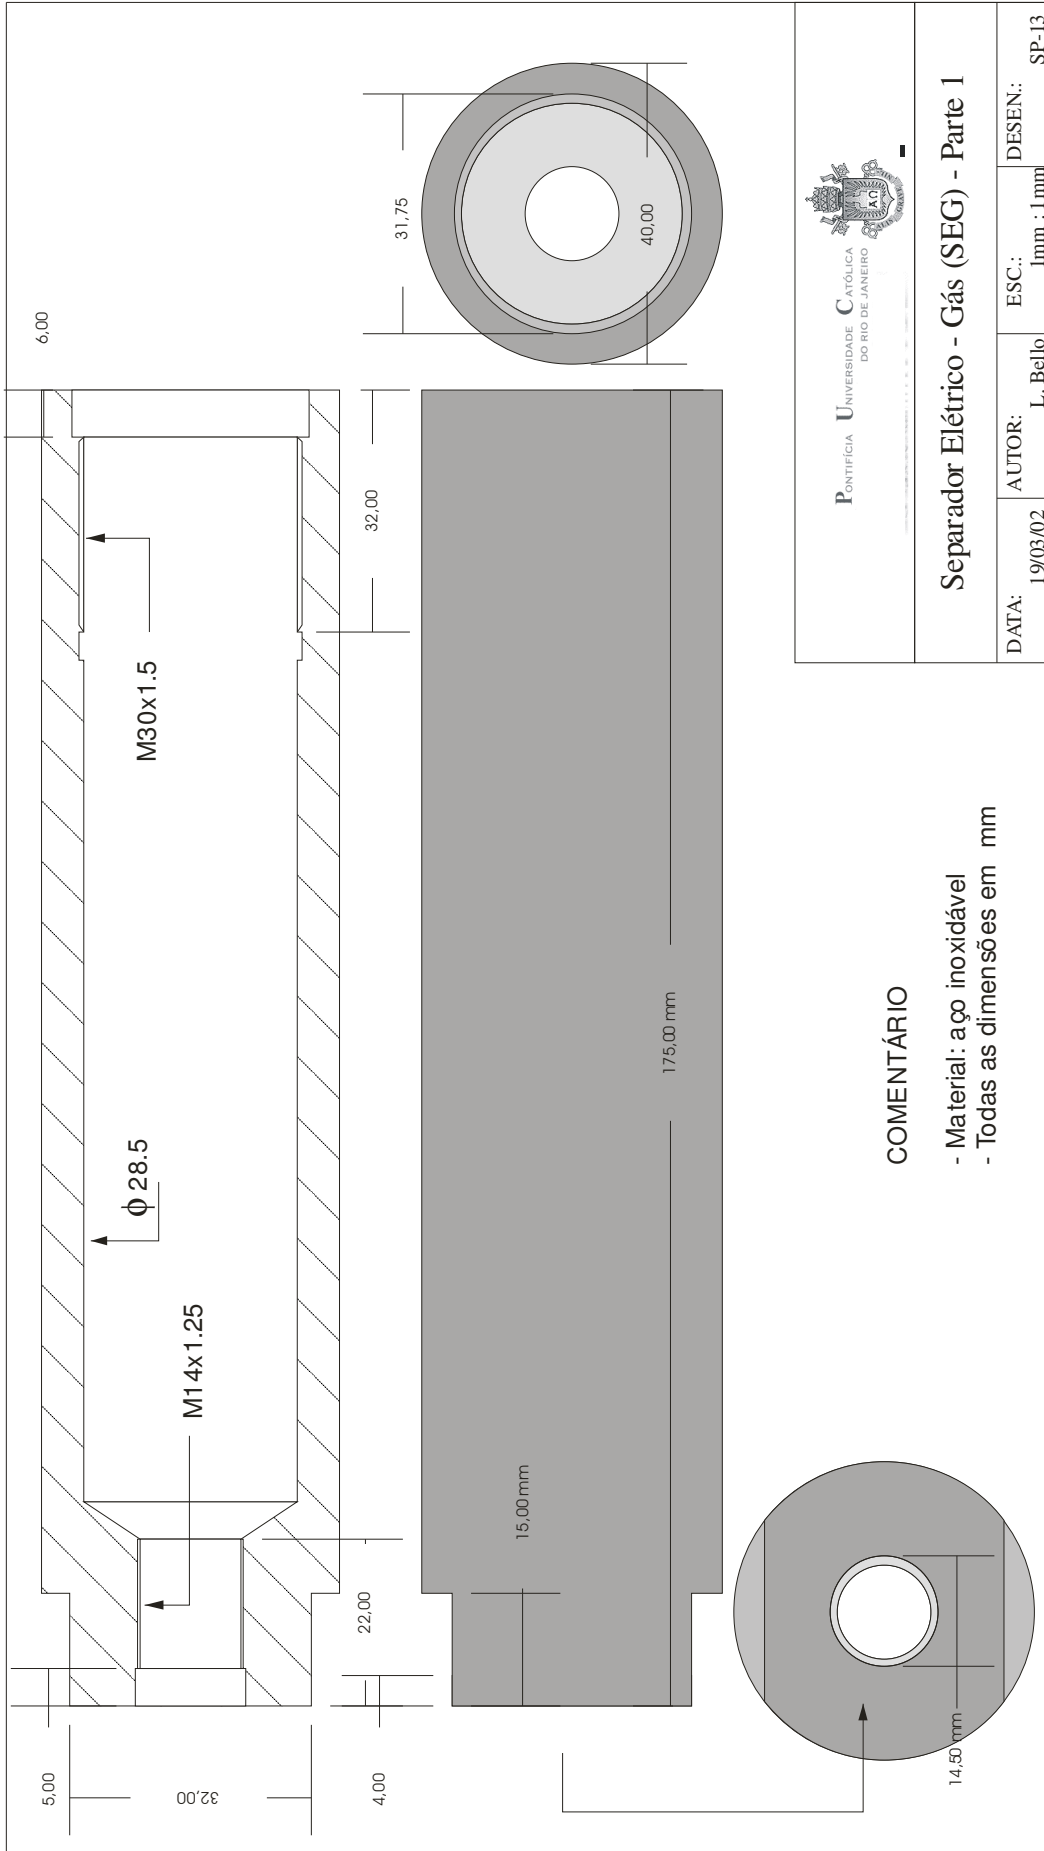 6,00
31,75
40,00
32,00
M30x1.5
ϕ 28.5
M14x1.25
22,00
5,00
32,00
4,00
175,00 mm
15,00 mm
14,50 mm
COMENTÁRIO
- Material: aço inoxidável
- Todas as dimensões em mm
PONTIFÍCIA UNIVERSIDADE CATÓLICA
DO RIO DE JANEIRO
Separador Elétrico - Gás (SEG) - Parte 1
DATA: AUTOR: ESC.: DESEN.:
19/03/02 L. Bello 1mm : 1mm SP-13